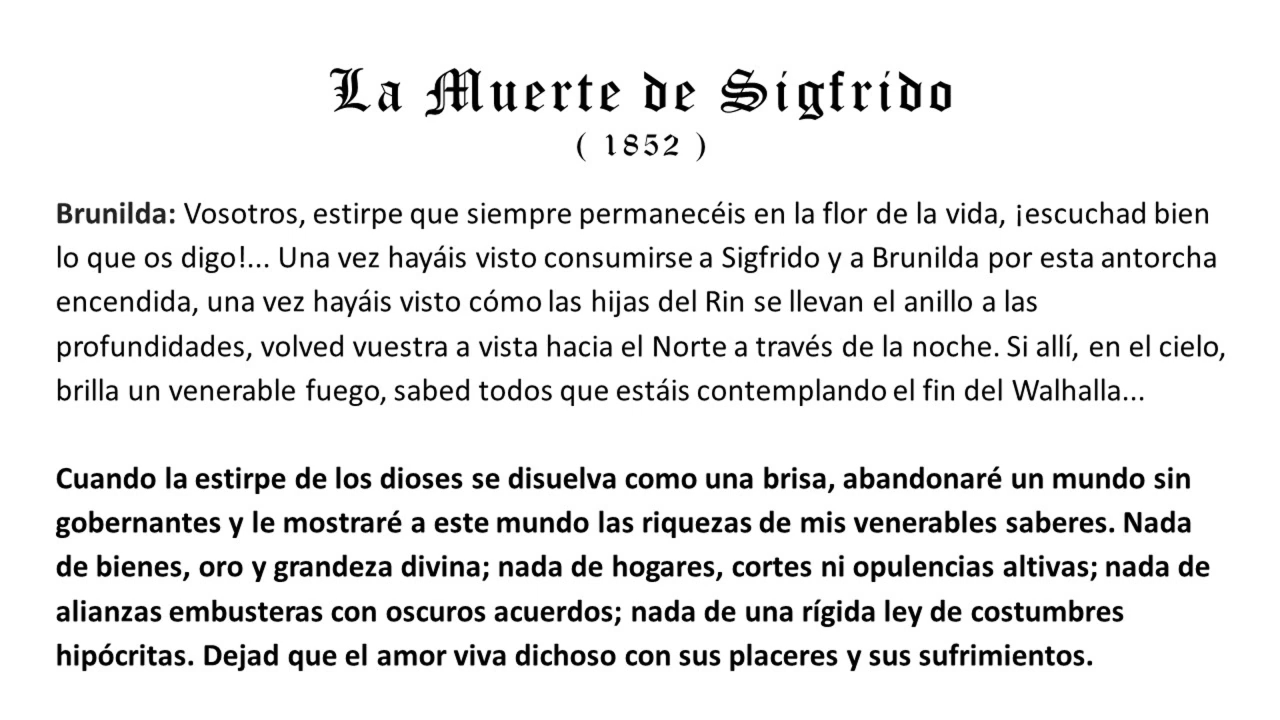 La Muerte de Sigfrido
( 1852 )
Brunilda: Vosotros, estirpe que siempre permanecéis en la flor de la vida, ¡escuchad bien
lo que os digo!... Una vez hayáis visto consumirse a Sigfrido y a Brunilda por esta antorcha
encendida, una vez hayáis visto cómo las hijas del Rin se llevan el anillo a las
profundidades, volved vuestra a vista hacia el Norte a través de la noche. Si allí, en el cielo,
brilla un venerable fuego, sabed todos que estáis contemplando el fin del Walhalla...
Cuando la estirpe de los dioses se disuelva como una brisa, abandonaré un mundo sin
gobernantes y le mostraré a este mundo las riquezas de mis venerables saberes. Nada
de bienes, oro y grandeza divina; nada de hogares, cortes ni opulencias altivas; nada de
alianzas embusteras con oscuros acuerdos; nada de una rígida ley de costumbres
hipócritas. Dejad que el amor viva dichoso con sus placeres y sus sufrimientos.